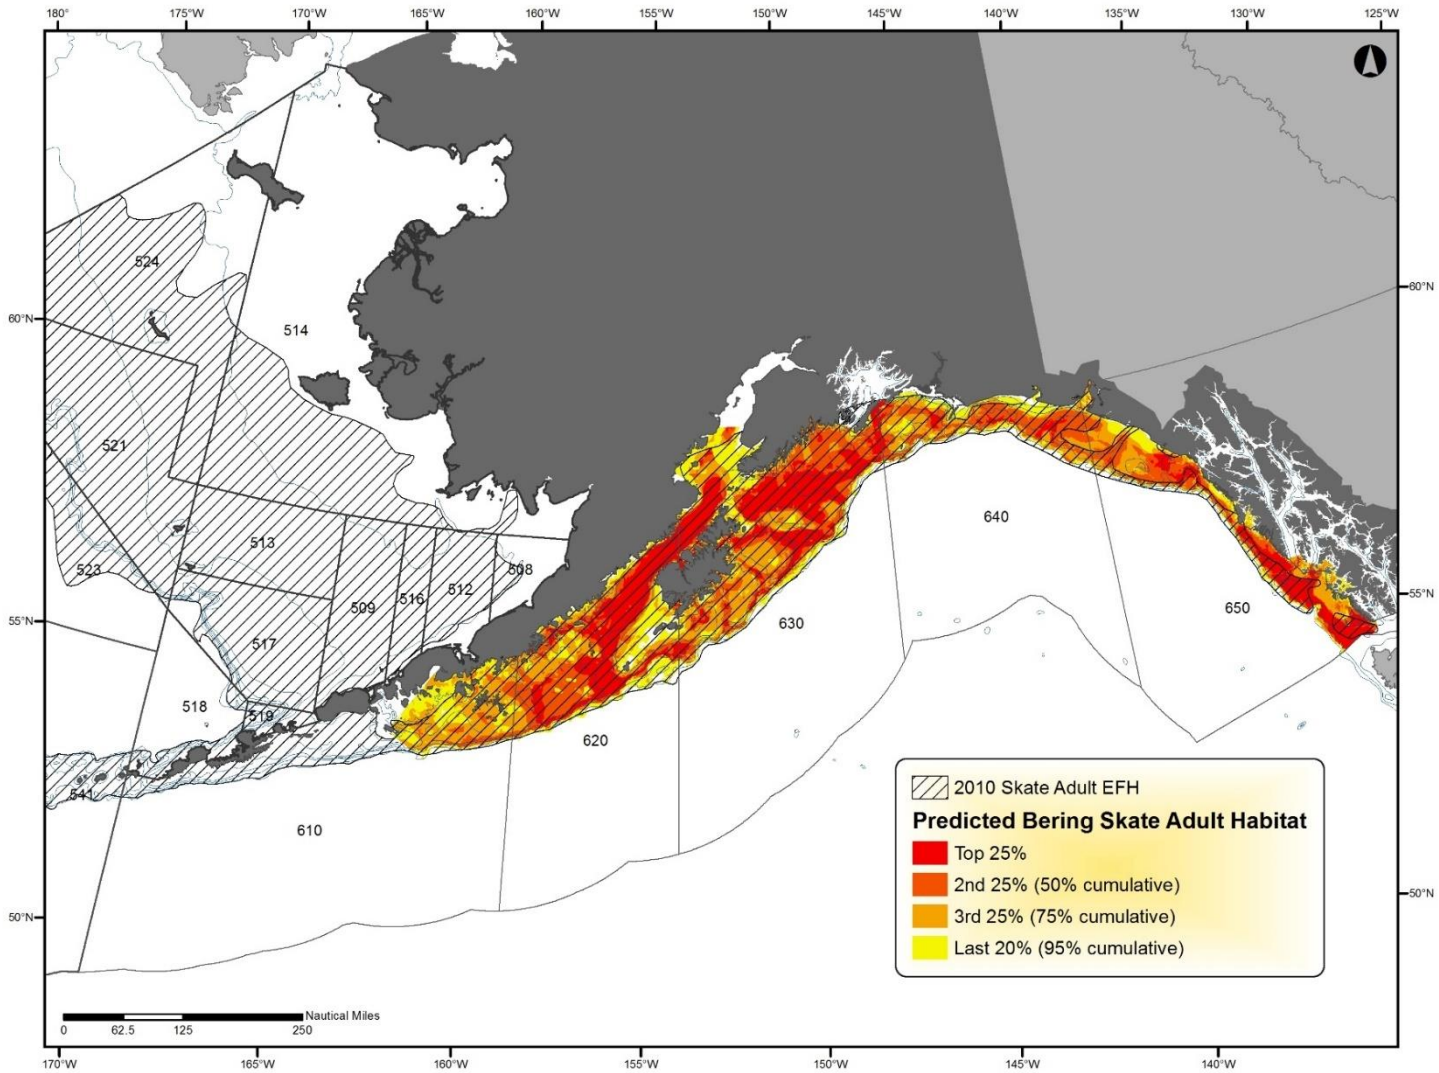 180° 175°W 170°W 165°W 160°W 155°W 150°W 145°W 140°W 135°W 130°W 125°W
524
60°N
514
60°N
521
513
640
523
508
512
516
509
55°N
650
55°N
630
517
518
519
620
541
2010 Skate Adult EFH
610
Predicted Bering Skate Adult Habitat
Top 25%
2nd 25% (50% cumulative)
50°N
50°N
3rd 25% (75% cumulative)
Last 20% (95% cumulative)
Nautical Miles
0 62.5 125 250
170°W 165°W 160°W 155°W 150°W 145°W 140°W